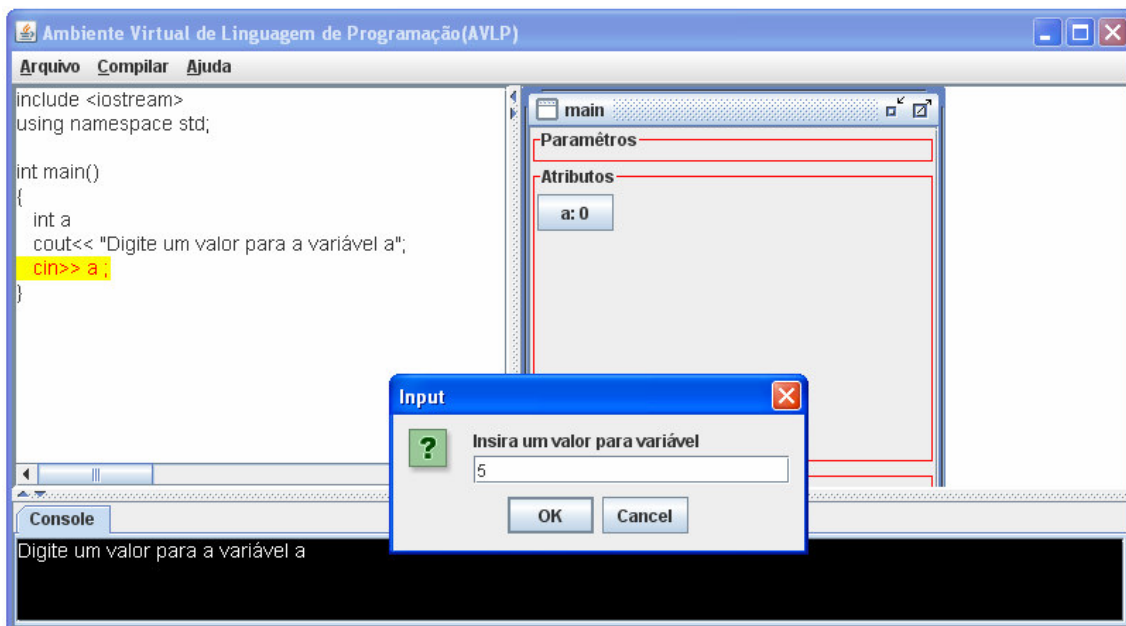 Ambiente Virtual de Linguagem de Programação(AVLP)
Arquivo Compilar Ajuda
include <iostream>
using namespace std;
int main()
{
int a
cout<< "Digite um valor para a variável a";
cin>> a ;
}
main
Paramêtros
Atributos
a: 0
Input
?
Insira um valor para variável
5
OK Cancel
Console
Digite um valor para a variável a